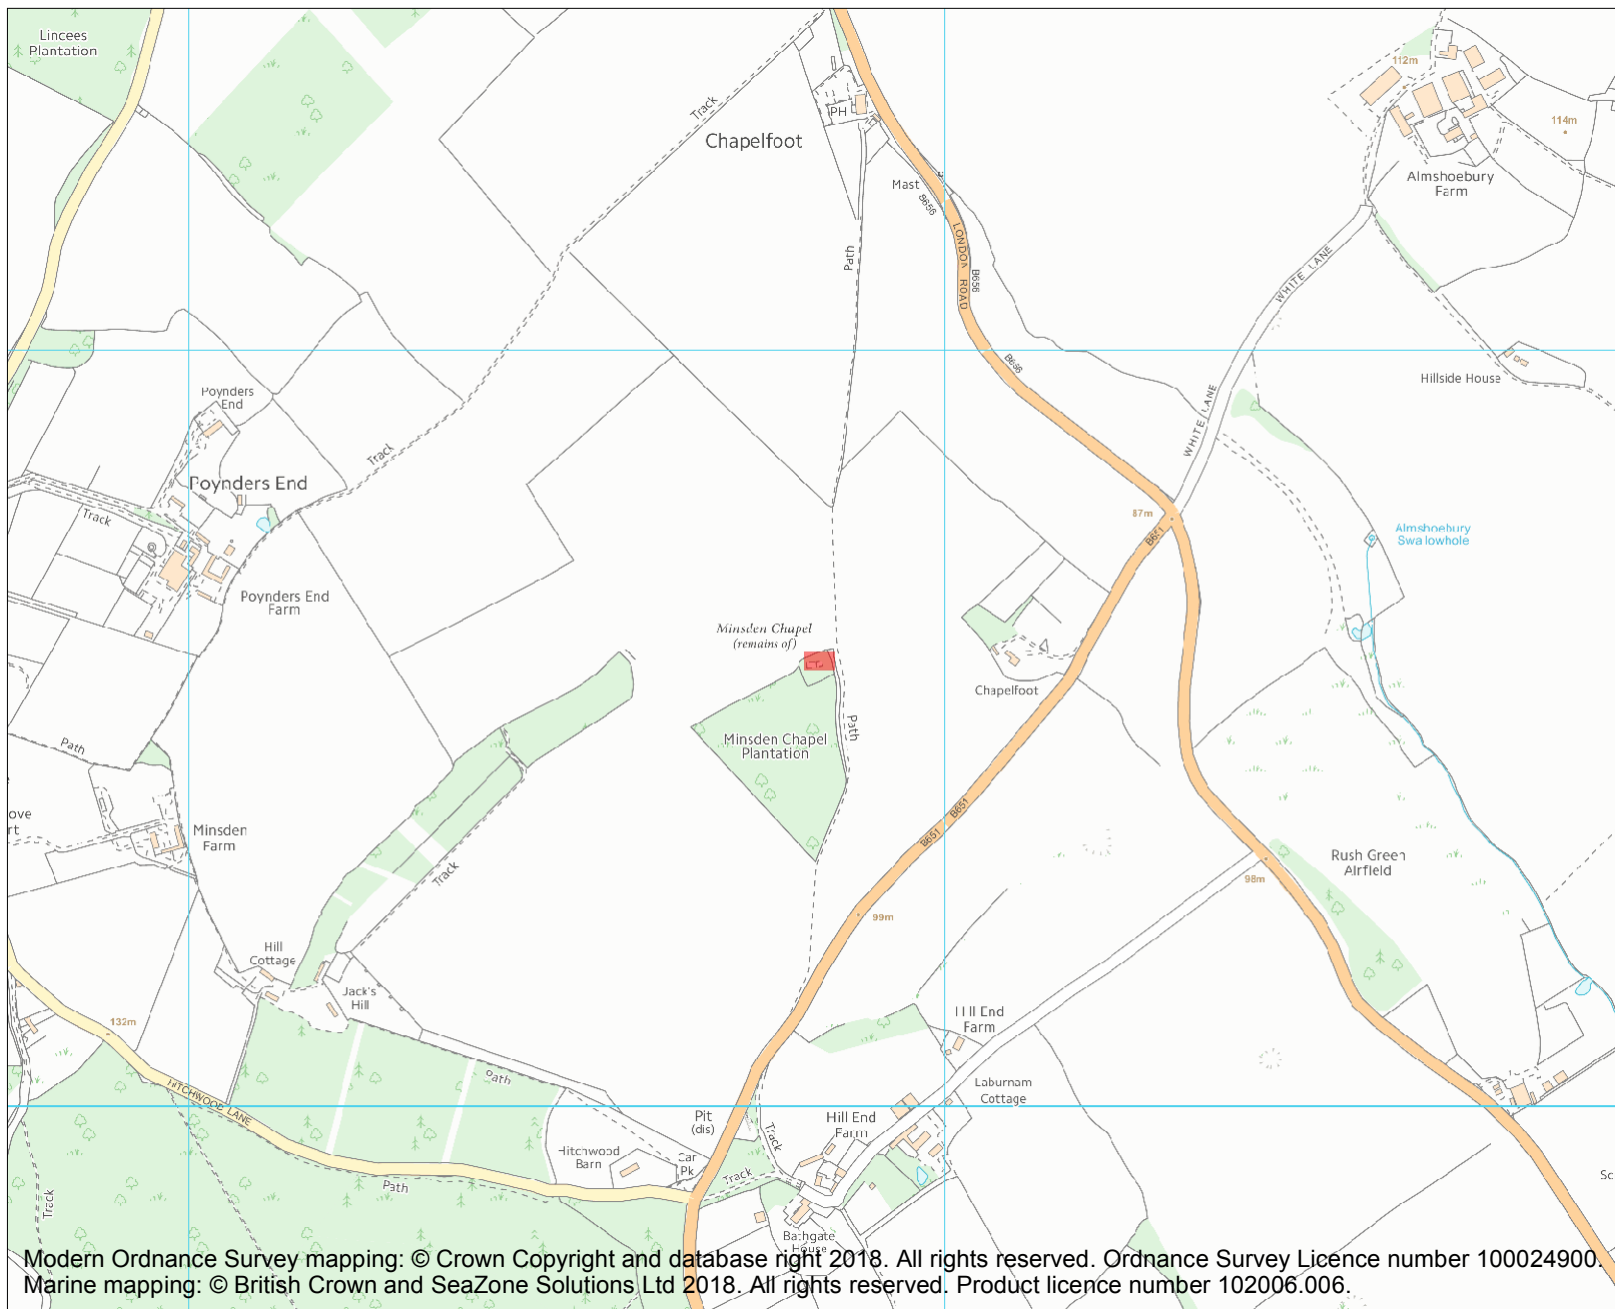 Lincees
Plantation
Track
PH
Chapelfoot
Mast
B656
LONDON ROAD
B656
Path
112m
114m
Almshoebury
Farm
WHITE LANE
Hillside House
B656
WHITE LANE
Poynders
End
Track
Poynders End
Track
Poynders End
Farm
87m
B651
Almshoebury
Swallowhole
Minsden Chapel
(remains of)
Chapelfoot
Path
Path
Minsden Chapel
Plantation
Minsden
Farm
Track
B651
B651
Rush Green
Airfield
98m
99m
Hill
Cottage
Jack's
Hill
132m
Hill End
Farm
HITCHWOOD LANE
Path
Laburnam
Cottage
Pit
(dis)
Hill End
Farm
Track
Hitchwood
Barn
Car
Pk
Track
Path
Track
Sc
Bathgate
House
Modern Ordnance Survey mapping: © Crown Copyright and database right 2018. All rights reserved. Ordnance Survey Licence number 100024900.
Marine mapping: © British Crown and SeaZone Solutions Ltd 2018. All rights reserved. Product licence number 102006.006.